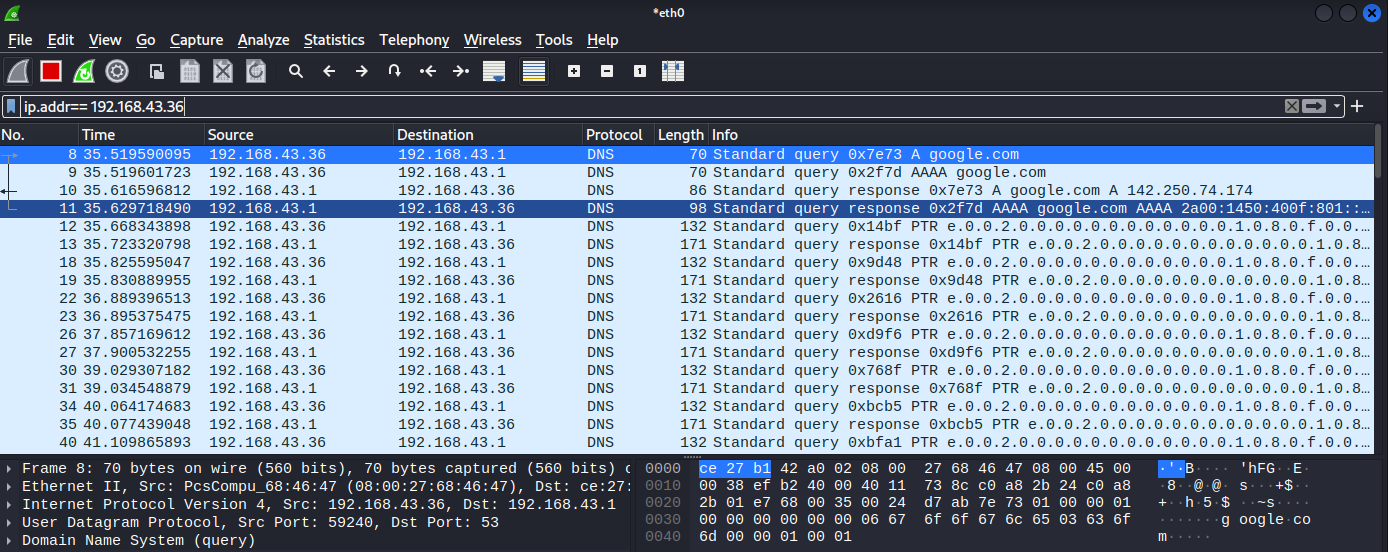 *eth0
File Edit View Go Capture Analyze Statistics Telephony Wireless Tools Help
ip.addr== 192.168.43.36
No. Time Source Destination Protocol Length Info
8 35.519590095 192.168.43.36 192.168.43.1 DNS 70 Standard query 0x7e73 A google.com
9 35.519601723 192.168.43.36 192.168.43.1 DNS 70 Standard query 0x2f7d AAAA google.com
10 35.616596812 192.168.43.1 192.168.43.36 DNS 86 Standard query response 0x7e73 A google.com A 142.250.74.174
11 35.629718490 192.168.43.1 192.168.43.36 DNS 98 Standard query response 0x2f7d AAAA google.com AAAA 2a00:1450:400f:801::…
12 35.668343898 192.168.43.36 192.168.43.1 DNS 132 Standard query 0x14bf PTR e.0.0.2.0.0.0.0.0.0.0.0.0.0.0.0.1.0.8.0.f.0.0.…
13 35.723320798 192.168.43.1 192.168.43.36 DNS 171 Standard query response 0x14bf PTR e.0.0.2.0.0.0.0.0.0.0.0.0.0.0.0.1.0.8…
18 35.825595047 192.168.43.36 192.168.43.1 DNS 132 Standard query 0x9d48 PTR e.0.0.2.0.0.0.0.0.0.0.0.0.0.0.0.1.0.8.0.f.0.0.…
19 35.830889955 192.168.43.1 192.168.43.36 DNS 171 Standard query response 0x9d48 PTR e.0.0.2.0.0.0.0.0.0.0.0.0.0.0.0.1.0.8…
22 36.889396513 192.168.43.36 192.168.43.1 DNS 132 Standard query 0x2616 PTR e.0.0.2.0.0.0.0.0.0.0.0.0.0.0.0.1.0.8.0.f.0.0.…
23 36.895375475 192.168.43.1 192.168.43.36 DNS 171 Standard query response 0x2616 PTR e.0.0.2.0.0.0.0.0.0.0.0.0.0.0.0.1.0.8…
26 37.857169612 192.168.43.36 192.168.43.1 DNS 132 Standard query 0xd9f6 PTR e.0.0.2.0.0.0.0.0.0.0.0.0.0.0.0.1.0.8.0.f.0.0.…
27 37.900532255 192.168.43.1 192.168.43.36 DNS 171 Standard query response 0xd9f6 PTR e.0.0.2.0.0.0.0.0.0.0.0.0.0.0.0.1.0.8…
30 39.029307182 192.168.43.36 192.168.43.1 DNS 132 Standard query 0x768f PTR e.0.0.2.0.0.0.0.0.0.0.0.0.0.0.0.1.0.8.0.f.0.0.…
31 39.034548879 192.168.43.1 192.168.43.36 DNS 171 Standard query response 0x768f PTR e.0.0.2.0.0.0.0.0.0.0.0.0.0.0.0.1.0.8…
34 40.064174683 192.168.43.36 192.168.43.1 DNS 132 Standard query 0xbcb5 PTR e.0.0.2.0.0.0.0.0.0.0.0.0.0.0.0.1.0.8.0.f.0.0.…
35 40.077439048 192.168.43.1 192.168.43.36 DNS 171 Standard query response 0xbcb5 PTR e.0.0.2.0.0.0.0.0.0.0.0.0.0.0.0.1.0.8…
40 41.109865893 192.168.43.36 192.168.43.1 DNS 132 Standard query 0xbfa1 PTR e.0.0.2.0.0.0.0.0.0.0.0.0.0.0.0.1.0.8.0.f.0.0.…
Frame 8: 70 bytes on wire (560 bits), 70 bytes captured (560 bits) o
Ethernet II, Src: PcsCompu_68:46:47 (08:00:27:68:46:47), Dst: ce:27:
Internet Protocol Version 4, Src: 192.168.43.36, Dst: 192.168.43.1
User Datagram Protocol, Src Port: 59240, Dst Port: 53
Domain Name System (query)
0000 ce 27 b1 42 a0 02 08 00 27 68 46 47 08 00 45 00 ·'·B···· 'hFG··E·
0010 00 38 ef b2 40 00 40 11 73 8c c0 a8 2b 24 c0 a8 ·8··@·@· s···+$··
0020 2b 01 e7 68 00 35 00 24 d7 ab 7e 73 01 00 00 01 +··h·5·$ ··~s····
0030 00 00 00 00 00 00 06 67 6f 6f 67 6c 65 03 63 6f ·······g oogle·co
0040 6d 00 00 01 00 01 m·····